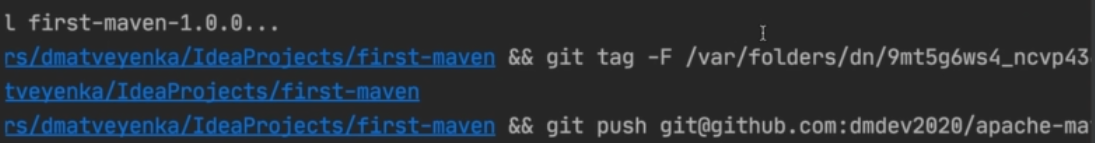 l first-maven-1.0.0...
rs/dmatveyenka/IdeaProjects/first-maven && git tag -F /var/folders/dn/9mt5g6ws4_ncvp43
tveyenka/IdeaProjects/first-maven
rs/dmatveyenka/IdeaProjects/first-maven && git push git@github.com:dmdev2020/apache-ma